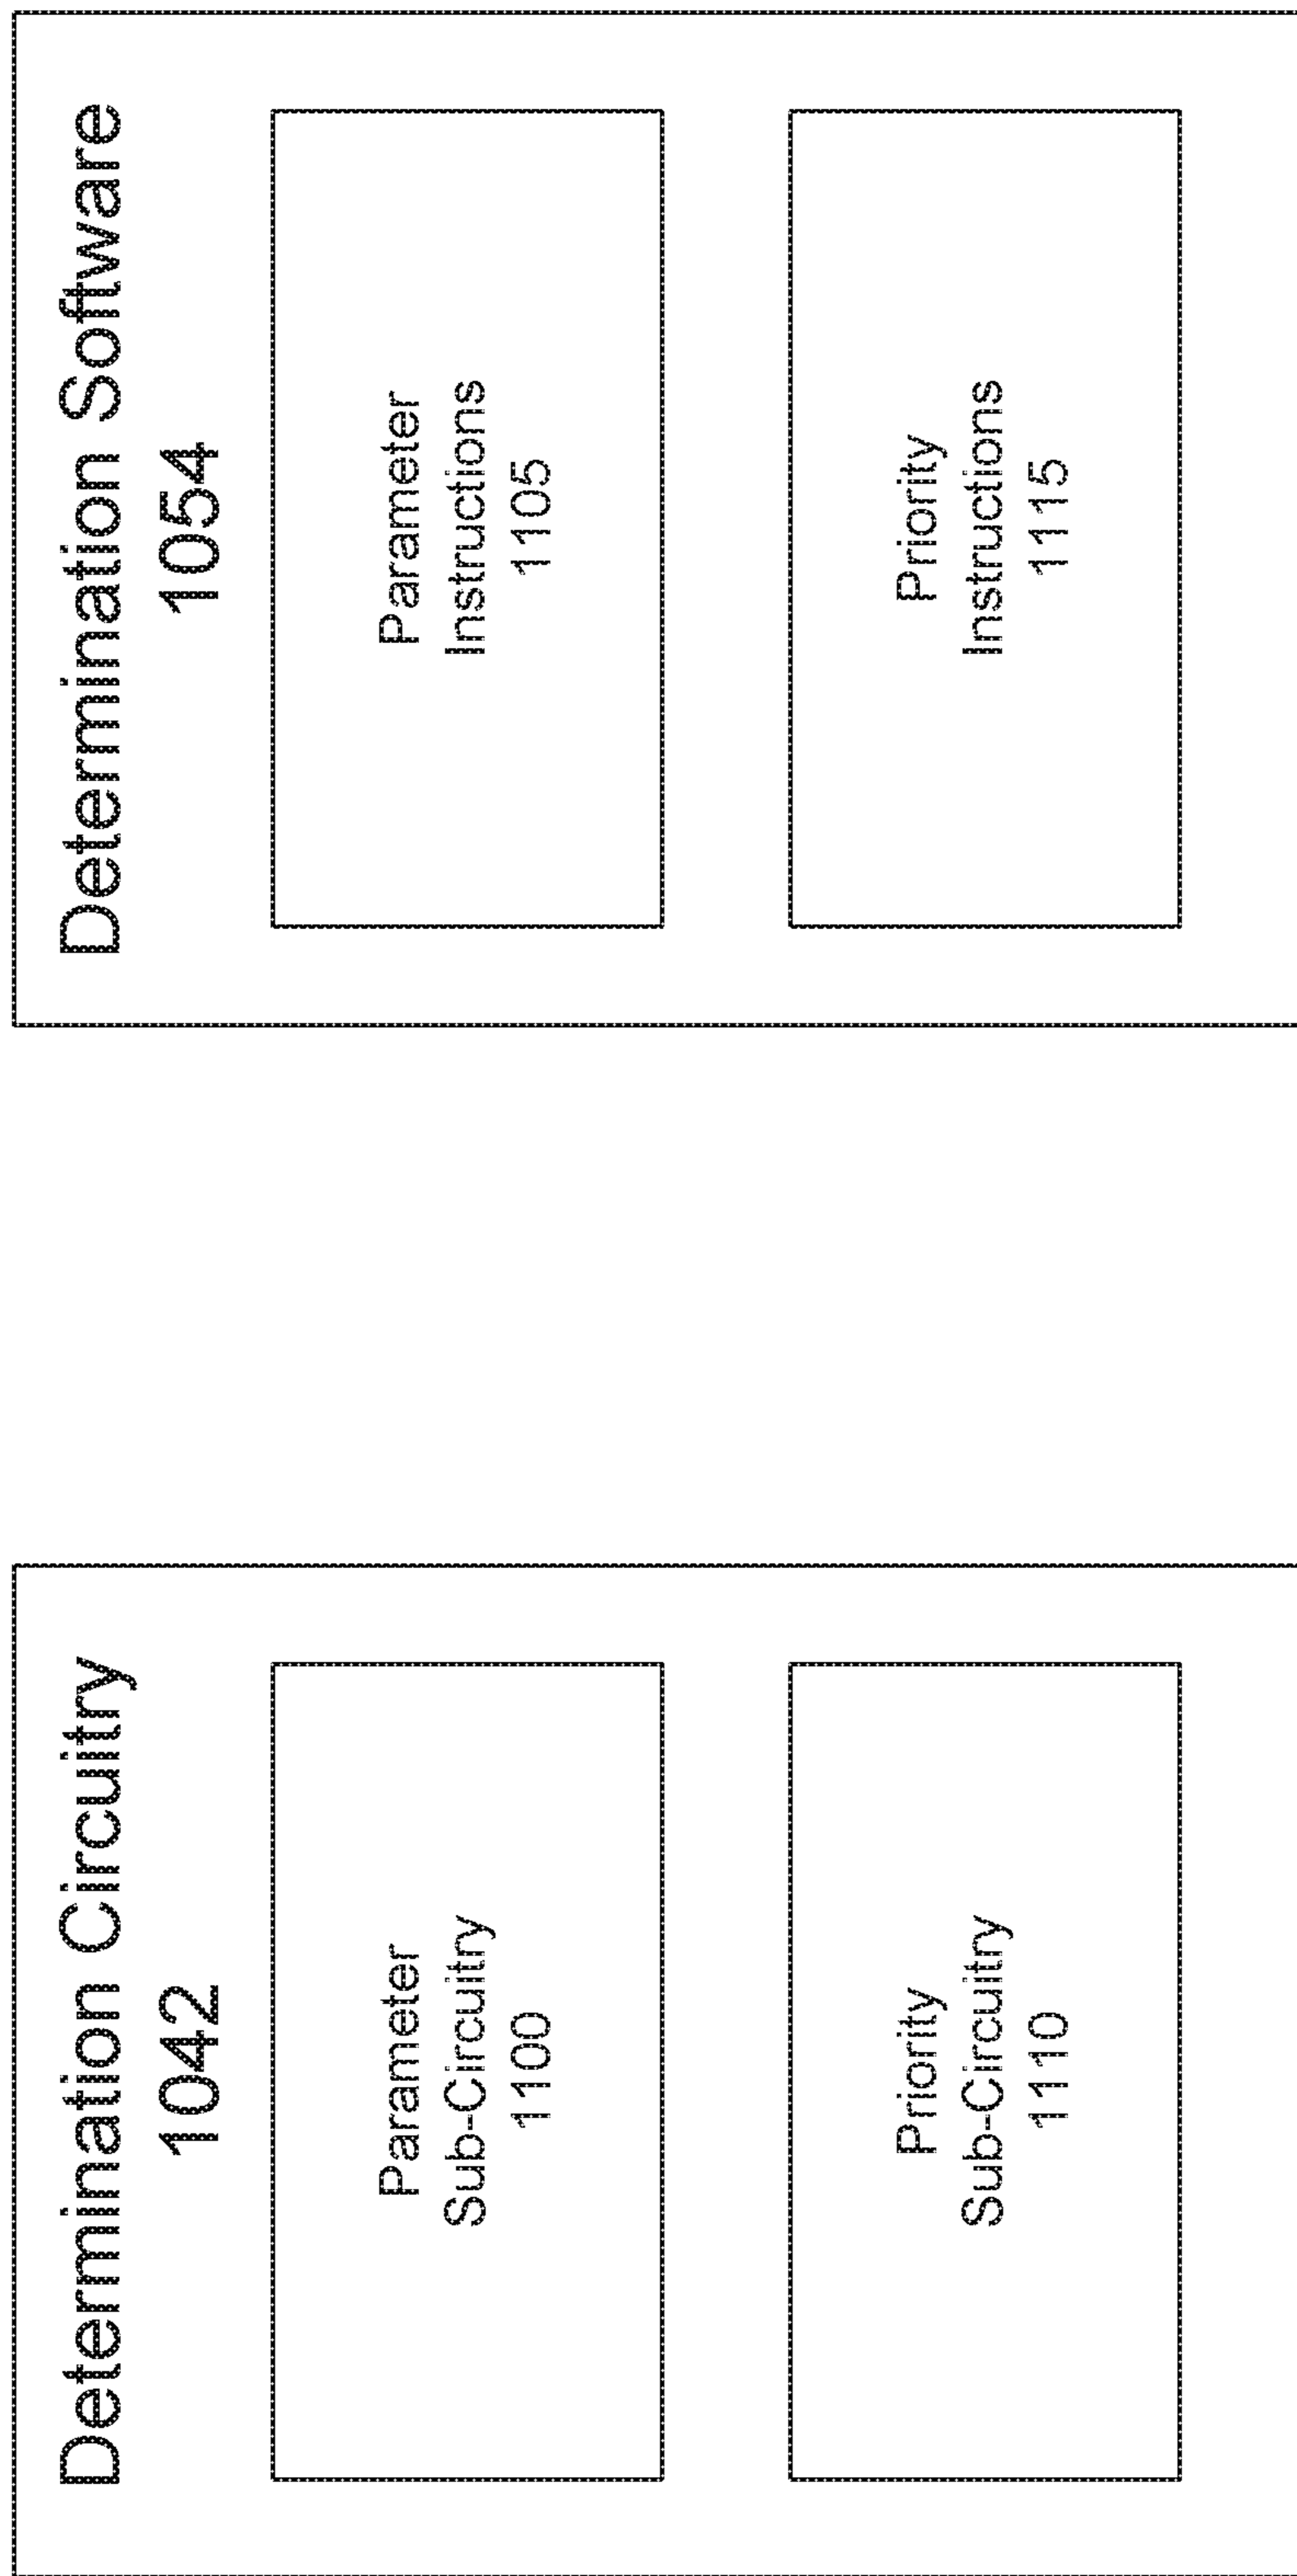 Determination Circuitry
1042
Parameter
Sub-Circuitry
1100
Priority
Sub-Circuitry
1110
Determination Software
1054
Parameter
Instructions
1105
Priority
Instructions
1115